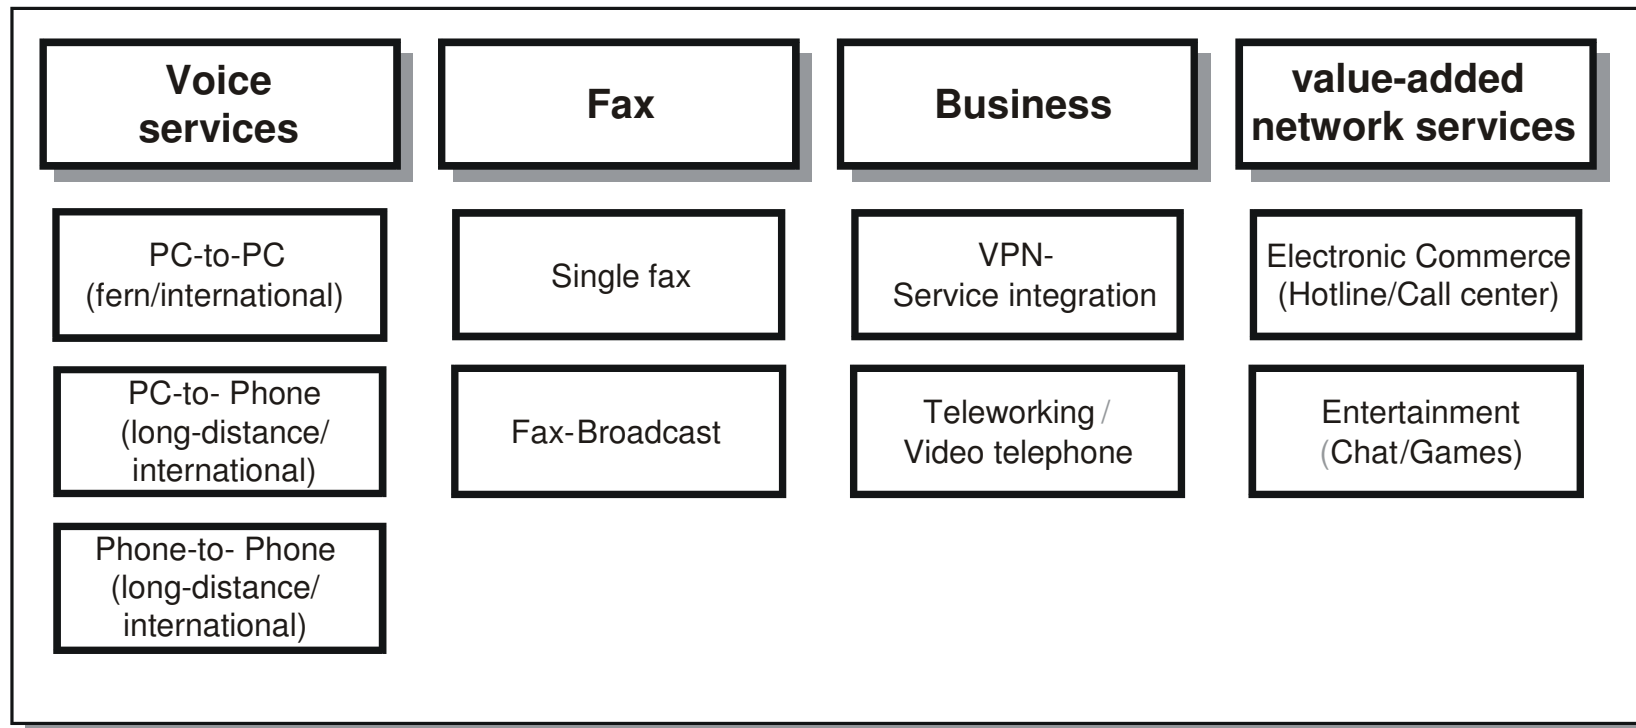 Voice
services
Fax
Business
value-added
network services
PC-to-PC
(fern/international)
PC-to- Phone
(long-distance/
international)
Phone-to- Phone
(long-distance/
international)
Single fax
Fax-Broadcast
VPN-
Service integration
Teleworking /
Video telephone
Electronic Commerce
(Hotline/Call center)
Entertainment
(Chat/Games)